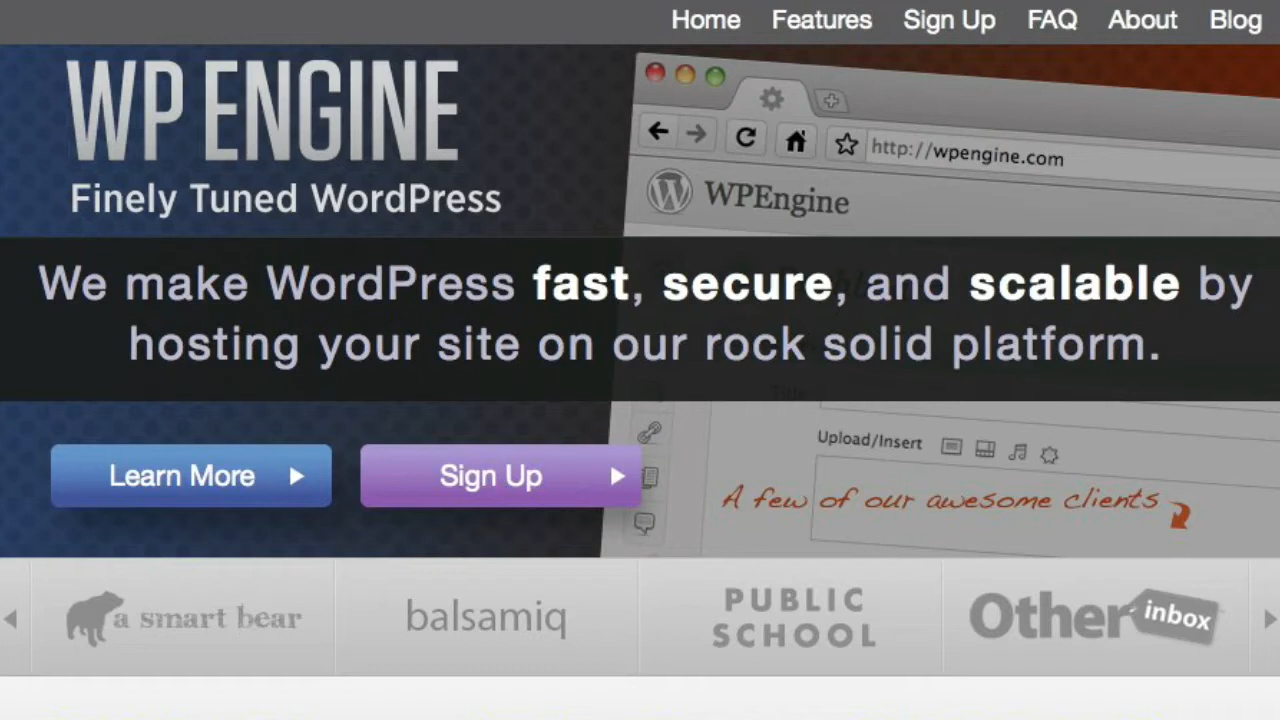 Home Features Sign Up FAQ About Blog
WP ENGINE
Finely Tuned WordPress
http://wpengine.com
WPEngine
We make WordPress fast, secure, and scalable by
hosting your site on our rock solid platform.
Title
Upload/Insert
Learn More Sign Up
A few of our awesome clients
a smart bear
balsamiq
PUBLIC
SCHOOL
Other inbox